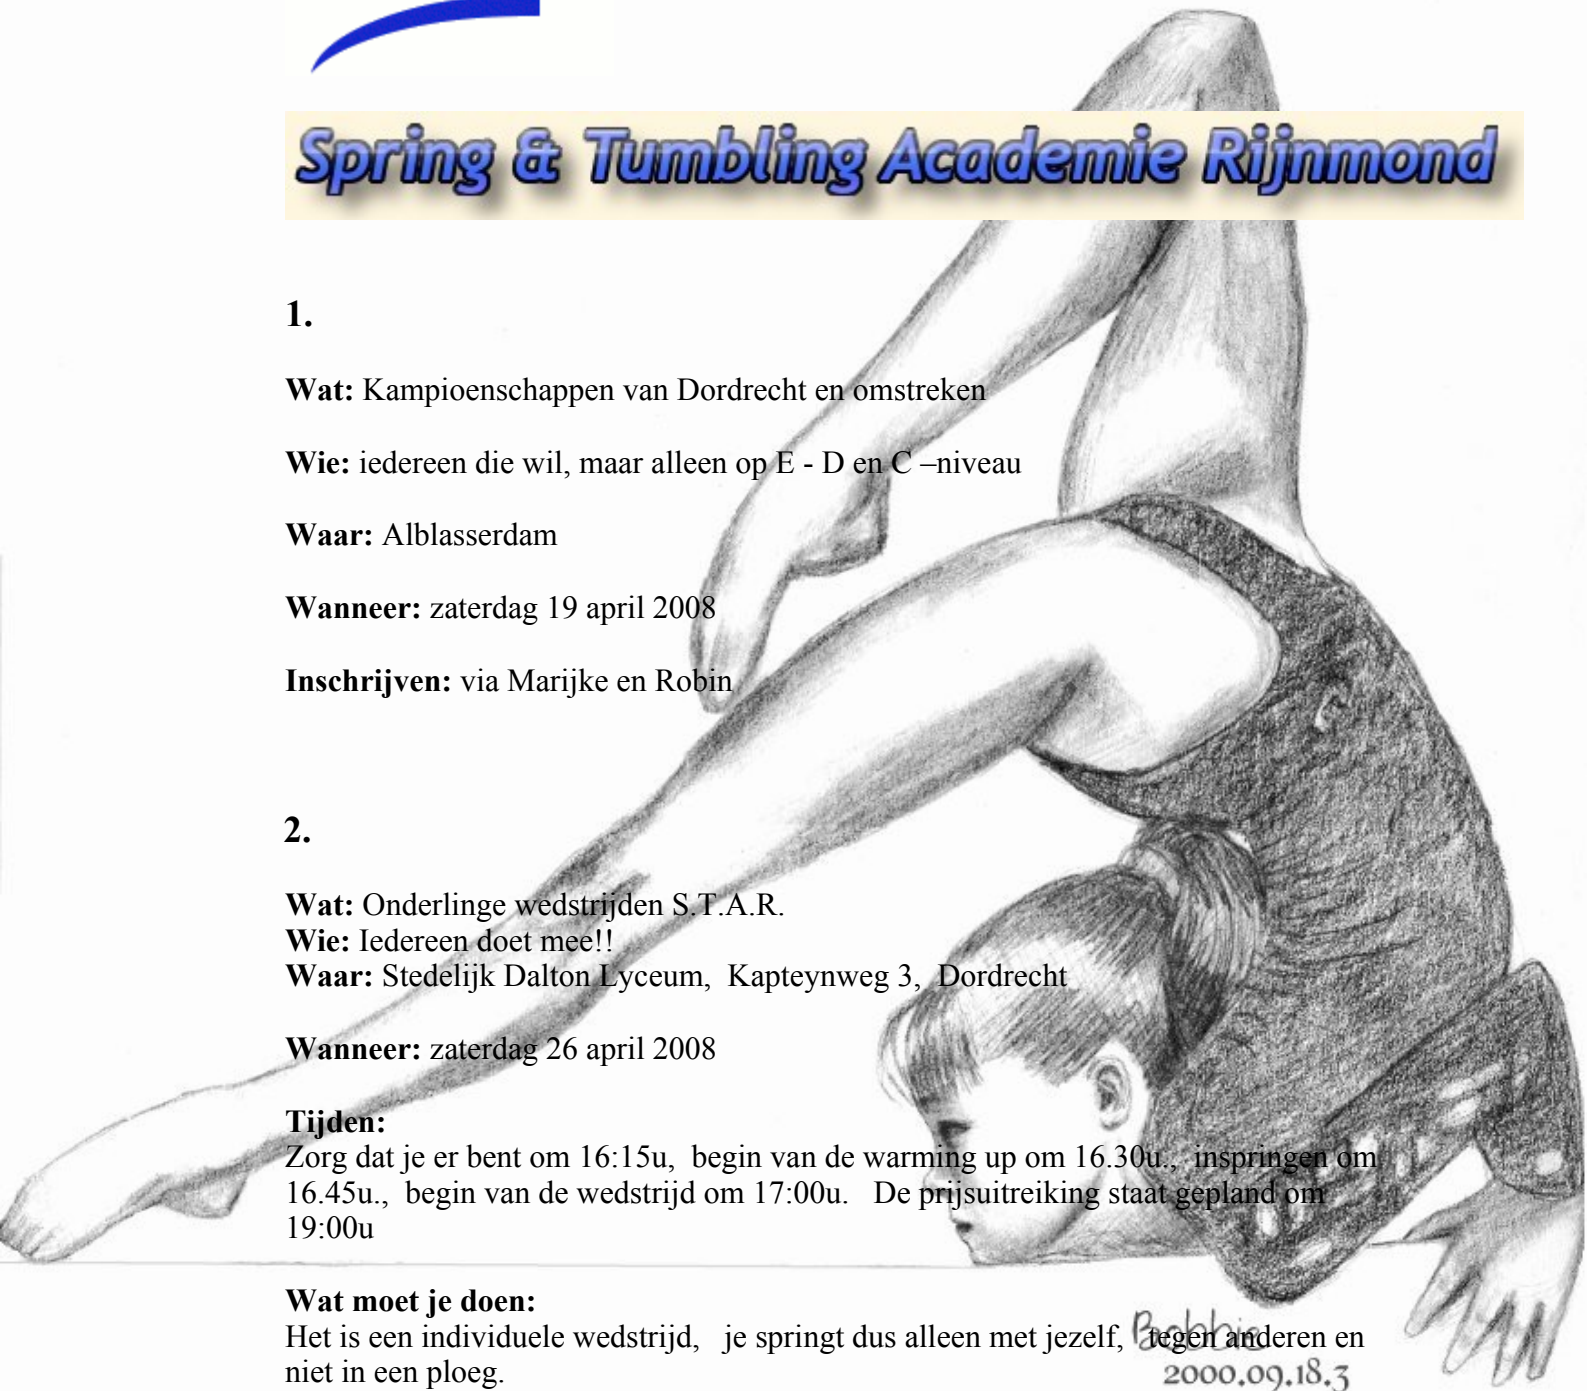 Spring & Tumbling Academie Rijnmond
1.
Wat: Kampioenschappen van Dordrecht en omstreken
Wie: iedereen die wil, maar alleen op E - D en C –niveau
Waar: Alblasserdam
Wanneer: zaterdag 19 april 2008
Inschrijven: via Marijke en Robin
2.
Wat: Onderlinge wedstrijden S.T.A.R.
Wie: Iedereen doet mee!!
Waar: Stedelijk Dalton Lyceum, Kapteynweg 3, Dordrecht
Wanneer: zaterdag 26 april 2008
Tijden:
Zorg dat je er bent om 16:15u, begin van de warming up om 16.30u., inspringen om
16.45u., begin van de wedstrijd om 17:00u. De prijsuitreiking staat gepland om
19:00u
Wat moet je doen:
Het is een individuele wedstrijd, je springt dus alleen met jezelf, tegen anderen en
niet in een ploeg.
2000.09.18.3